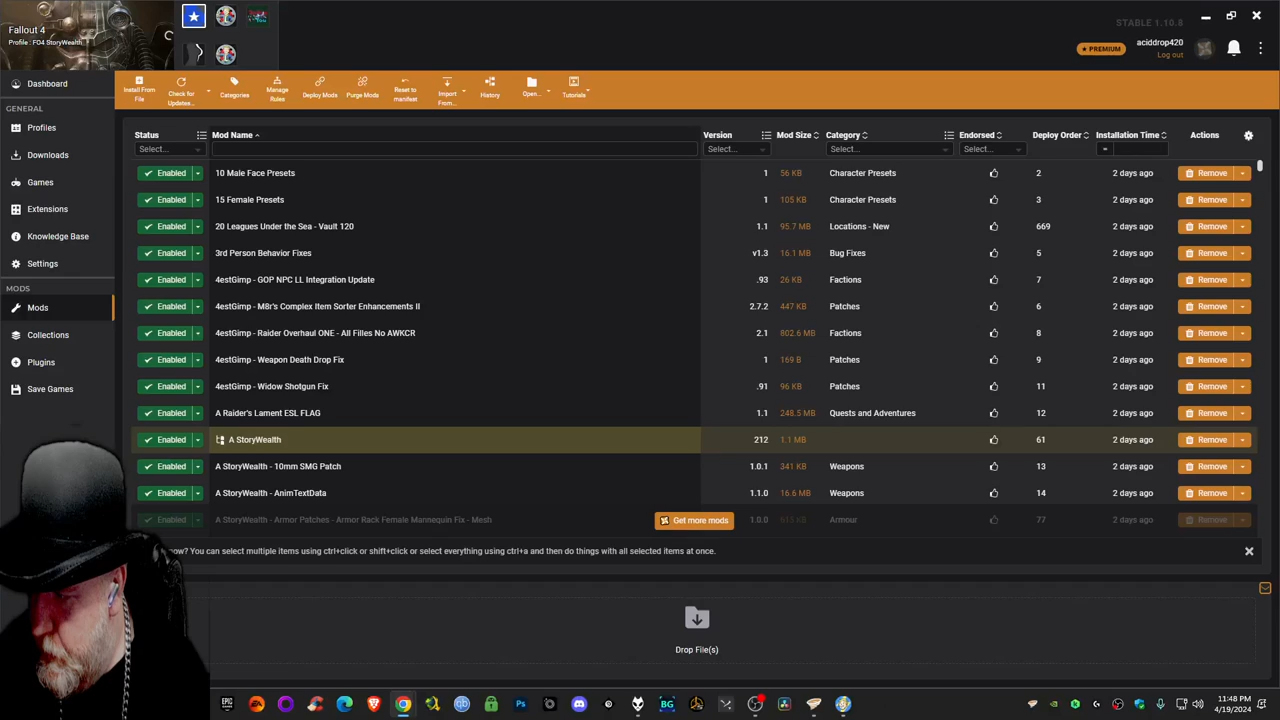 Fallout 4
Profile : FO4 StoryWealth
STABLE 1.10.8
PREMIUM
aciddrop420
Log out
Dashboard
GENERAL
Profiles
Downloads
Games
Extensions
Knowledge Base
Settings
MODS
Mods
Collections
Plugins
Save Games
Install From File
Check for Updates...
Categories
Manage Rules
Deploy Mods
Purge Mods
Reset to manifest
Import From...
History
Open...
Tutorials
Status Mod Name Version Mod Size Category Endorsed Deploy Order Installation Time Actions
Select... Select... Select... Select... =
Enabled 10 Male Face Presets 1 56 KB Character Presets 2 2 days ago Remove
Enabled 15 Female Presets 1 105 KB Character Presets 3 2 days ago Remove
Enabled 20 Leagues Under the Sea - Vault 120 1.1 95.7 MB Locations - New 669 2 days ago Remove
Enabled 3rd Person Behavior Fixes v1.3 16.1 MB Bug Fixes 5 2 days ago Remove
Enabled 4estGimp - GOP NPC LL Integration Update .93 26 KB Factions 7 2 days ago Remove
Enabled 4estGimp - M8r's Complex Item Sorter Enhancements II 2.7.2 447 KB Patches 6 2 days ago Remove
Enabled 4estGimp - Raider Overhaul ONE - All Filles No AWKCR 2.1 802.6 MB Factions 8 2 days ago Remove
Enabled 4estGimp - Weapon Death Drop Fix 1 169 B Patches 9 2 days ago Remove
Enabled 4estGimp - Widow Shotgun Fix .91 96 KB Patches 11 2 days ago Remove
Enabled A Raider's Lament ESL FLAG 1.1 248.5 MB Quests and Adventures 12 2 days ago Remove
Enabled A StoryWealth 212 1.1 MB 61 2 days ago Remove
Enabled A StoryWealth - 10mm SMG Patch 1.0.1 341 KB Weapons 13 2 days ago Remove
Enabled A StoryWealth - AnimTextData 1.1.0 16.6 MB Weapons 14 2 days ago Remove
Enabled A StoryWealth - Armor Patches - Armor Rack Female Mannequin Fix - Mesh 1.0.0 613 KB Armour 77 2 days ago Remove
Get more mods
now? You can select multiple items using ctrl+click or shift+click or select everything using ctrl+a and then do things with all selected items at once.
Drop File(s)
EPIC
EA
Ps
BG
11:48 PM
4/19/2024